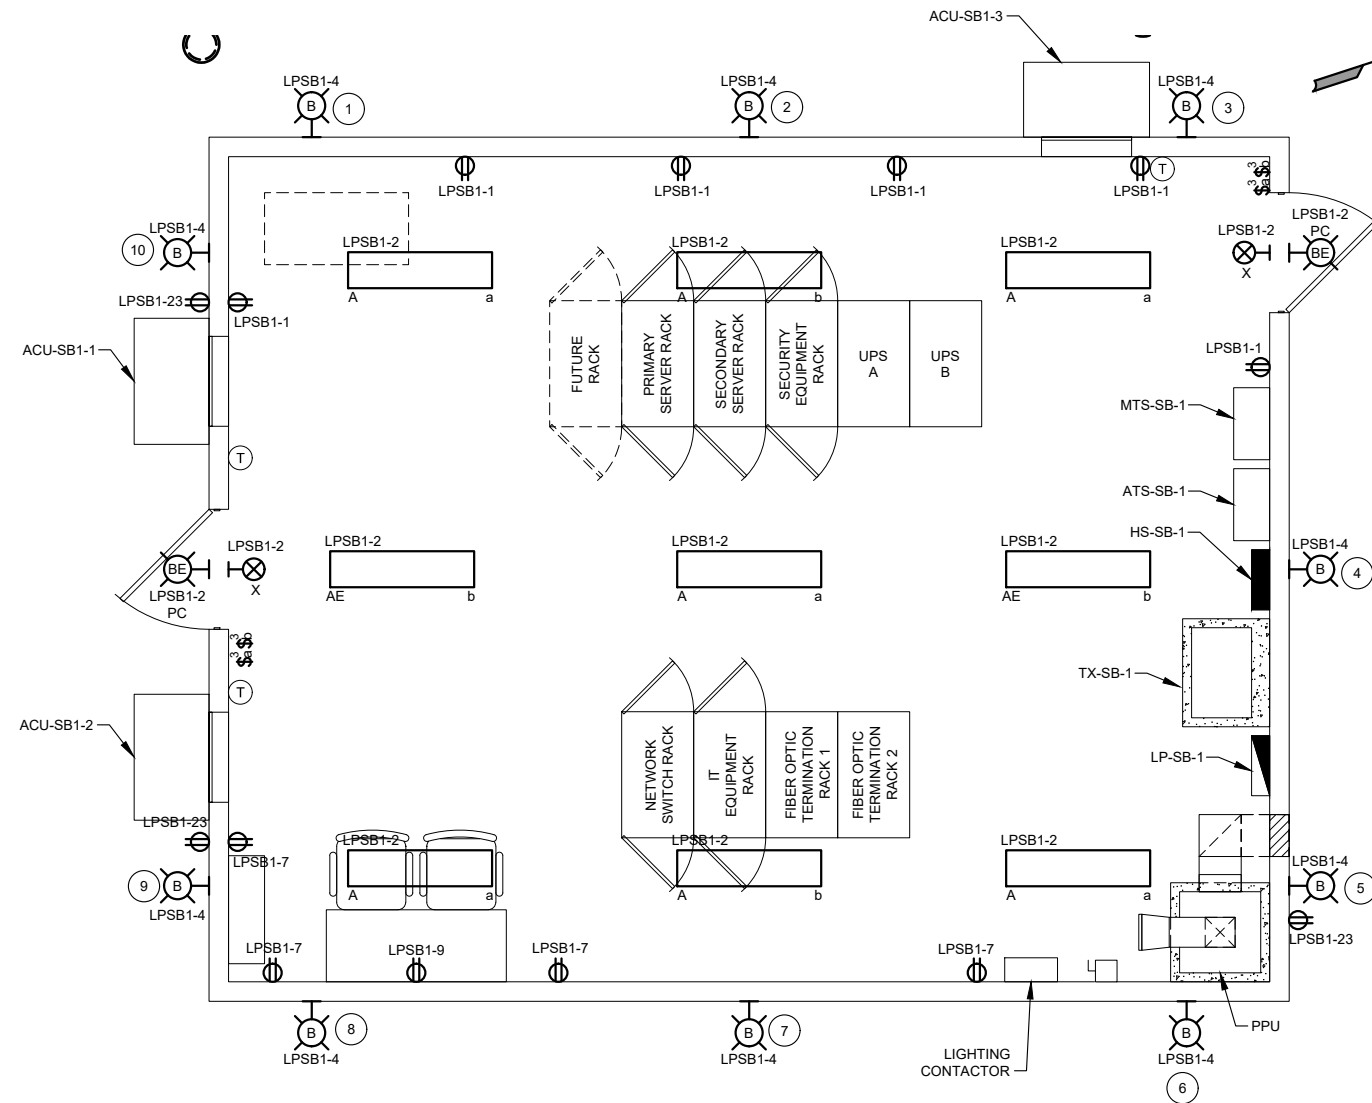 ACU-SB1-3
LPSB1-4
B
1
LPSB1-4
B
2
LPSB1-4
B
3
LPSB1-1
LPSB1-1
LPSB1-1
LPSB1-1
T
3
3
$a$b
LPSB1-4
B
10
LPSB1-2
A
a
LPSB1-2
A
b
LPSB1-2
A
a
LPSB1-2
X
LPSB1-2
PC
BE
LPSB1-23
LPSB1-1
ACU-SB1-1
T
FUTURE
RACK
PRIMARY
SERVER RACK
SECONDARY
SERVER RACK
SECURITY
EQUIPMENT
RACK
UPS
A
UPS
B
LPSB1-1
MTS-SB-1
ATS-SB-1
HS-SB-1
LPSB1-4
B
4
BE
LPSB1-2
PC
LPSB1-2
X
LPSB1-2
AE
b
LPSB1-2
A
a
LPSB1-2
AE
b
3
3
$a$b
T
TX-SB-1
ACU-SB1-2
NETWORK
SWITCH RACK
IT
EQUIPMENT
RACK
FIBER OPTIC
TERMINATION
RACK 1
FIBER OPTIC
TERMINATION
RACK 2
LP-SB-1
LPSB1-23
LPSB1-7
9
B
LPSB1-4
LPSB1-2
A
a
LPSB1-2
A
b
LPSB1-2
A
a
LPSB1-4
B
5
LPSB1-23
LPSB1-7
LPSB1-9
LPSB1-7
LPSB1-7
B
8
LPSB1-4
B
7
LPSB1-4
LIGHTING
CONTACTOR
PPU
B
LPSB1-4
6